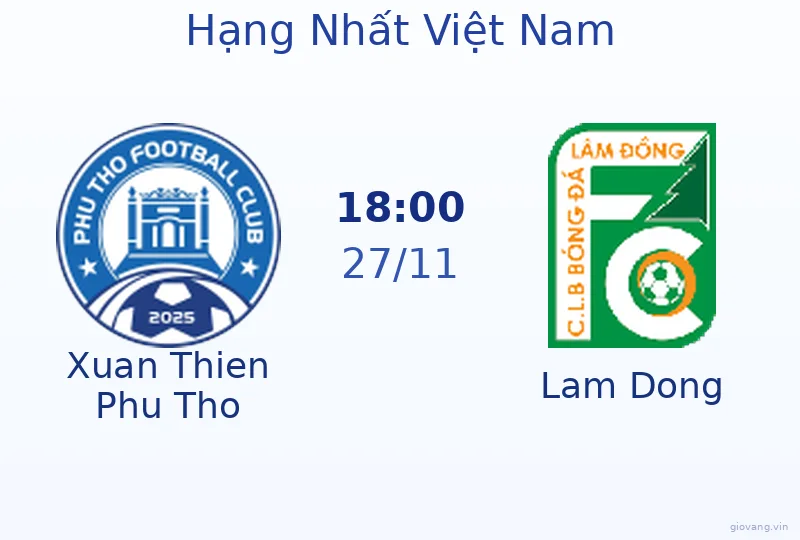 Hạng Nhất Việt Nam
PHU THO FOOTBALL CLUB
2025
Xuan Thien
Phu Tho
18:00
27/11
LÂM ĐỒNG
C.L.B BÓNG ĐÁ
FC
Lam Dong
giovang.vin